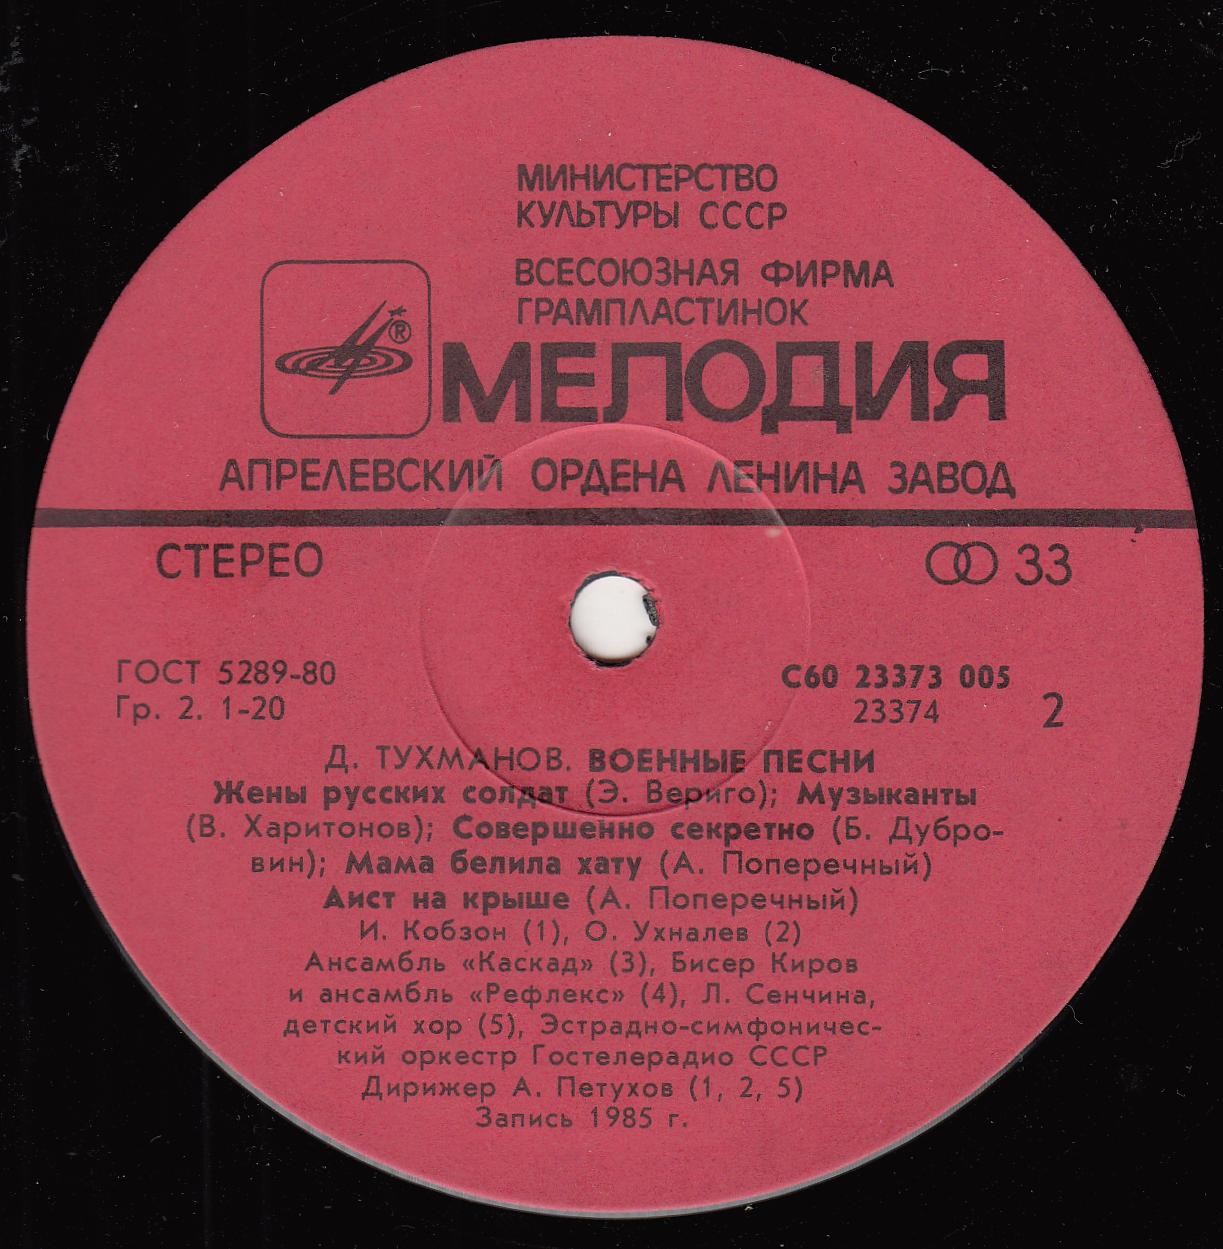 МИНИСТЕРСТВО
КУЛЬТУРЫ СССР
ВСЕСОЮЗНАЯ ФИРМА
ГРАМПЛАСТИНОК
®
МЕЛОДИЯ
АПРЕЛЕВСКИЙ ОРДЕНА ЛЕНИНА ЗАВОД
СТЕРЕО 33
ГОСТ 5289-80 С60 23373 005
Гр. 2. 1-20 23374 2
Д. ТУХМАНОВ. ВОЕННЫЕ ПЕСНИ
Жены русских солдат (Э. Вериго); Музыканты
(В. Харитонов); Совершенно секретно (Б. Дубро-
вин); Мама белила хату (А. Поперечный)
Аист на крыше (А. Поперечный)
И. Кобзон (1), О. Ухналев (2)
Ансамбль «Каскад» (3), Бисер Киров
и ансамбль «Рефлекс» (4), Л. Сенчина,
детский хор (5), Эстрадно-симфоничес-
кий оркестр Гостелерадио СССР
Дирижер А. Петухов (1, 2, 5)
Запись 1985 г.